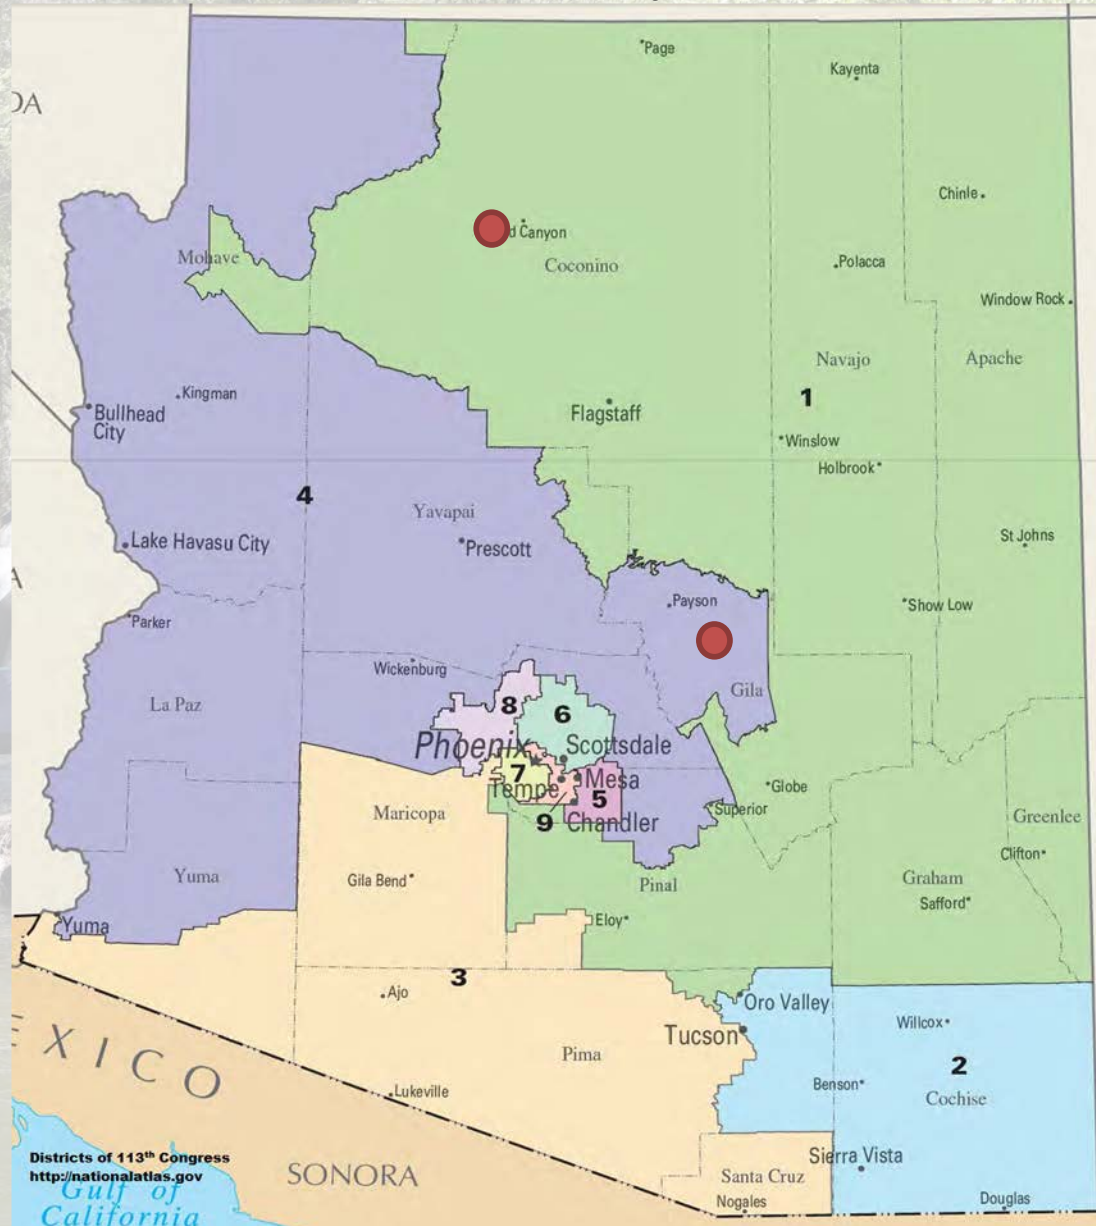 Page
Kayenta
DA
Chinle
d Canyon
Mohave
Coconino
Polacca
Window Rock
Navajo
Apache
1
Kingman
Bullhead
City
Flagstaff
Winslow
Holbrook
4
Yavapai
Prescott
Lake Havasu City
St Johns
A
Payson
Show Low
Parker
Wickenburg
Gila
La Paz
8
6
Phoenix
Scottsdale
7
Tempe
Mesa
5
Globe
Superior
Maricopa
9
Chandler
Greenlee
Clifton
Yuma
Gila Bend
Pinal
Graham
Safford
Eloy
Yuma
3
Ajo
Oro Valley
Willcox
Tucson
EXICO
Pima
2
Benson
Cochise
Lukeville
Districts of 113th Congress
http://nationalatlas.gov
SONORA
Sierra Vista
Santa Cruz
Nogales
Douglas
Gulf of
California